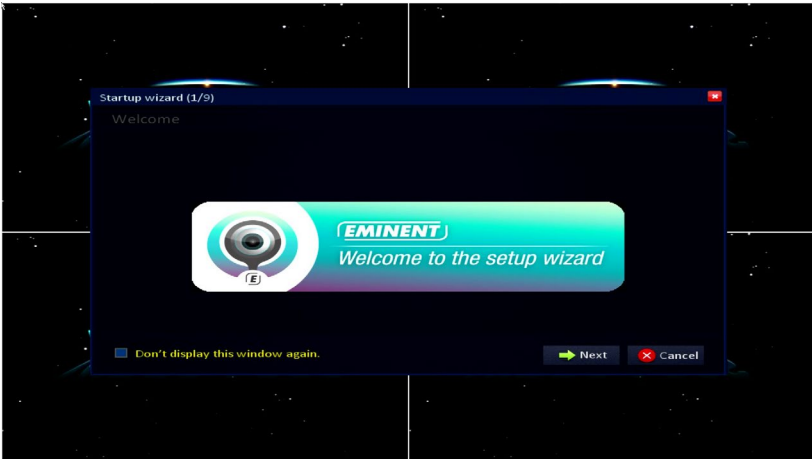 Startup wizard (1/9)
Welcome
EMINENT
Welcome to the setup wizard
E
Don't display this window again.
Next
Cancel